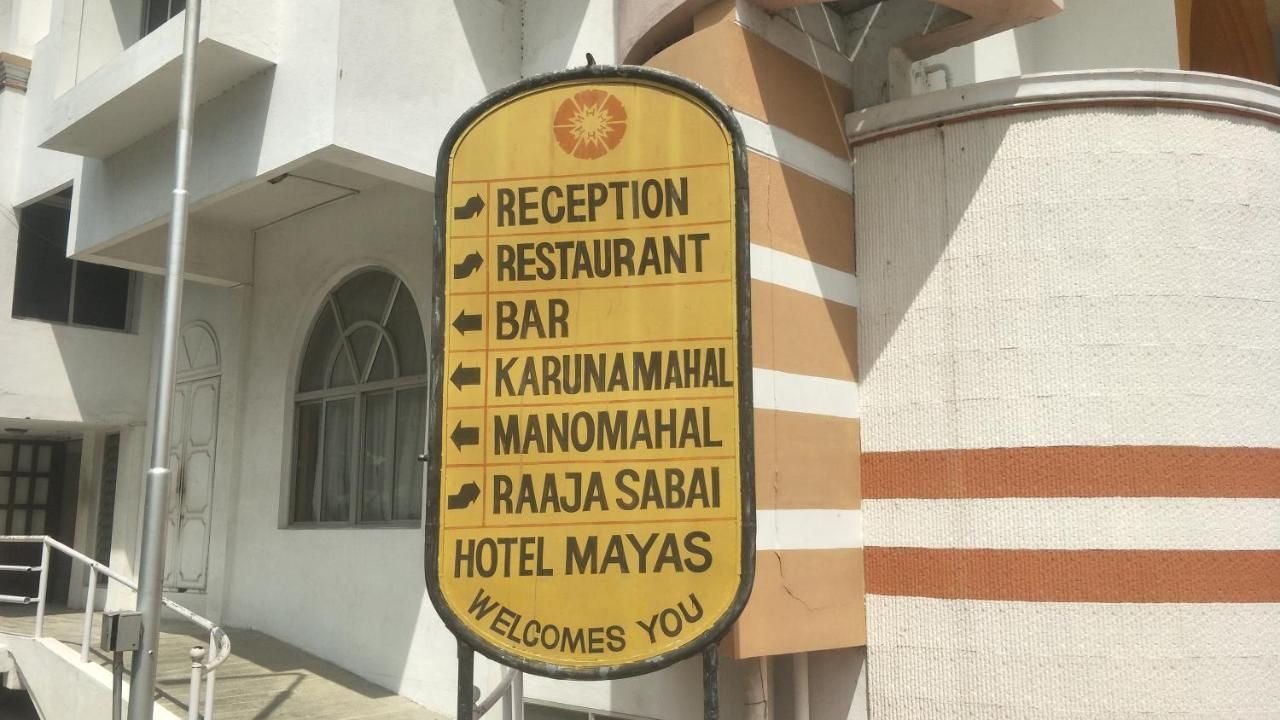 RECEPTION
RESTAURANT
BAR
KARUNAMAHAL
MANOMAHAL
RAAJA SABAI
HOTEL MAYAS
WELCOMES YOU